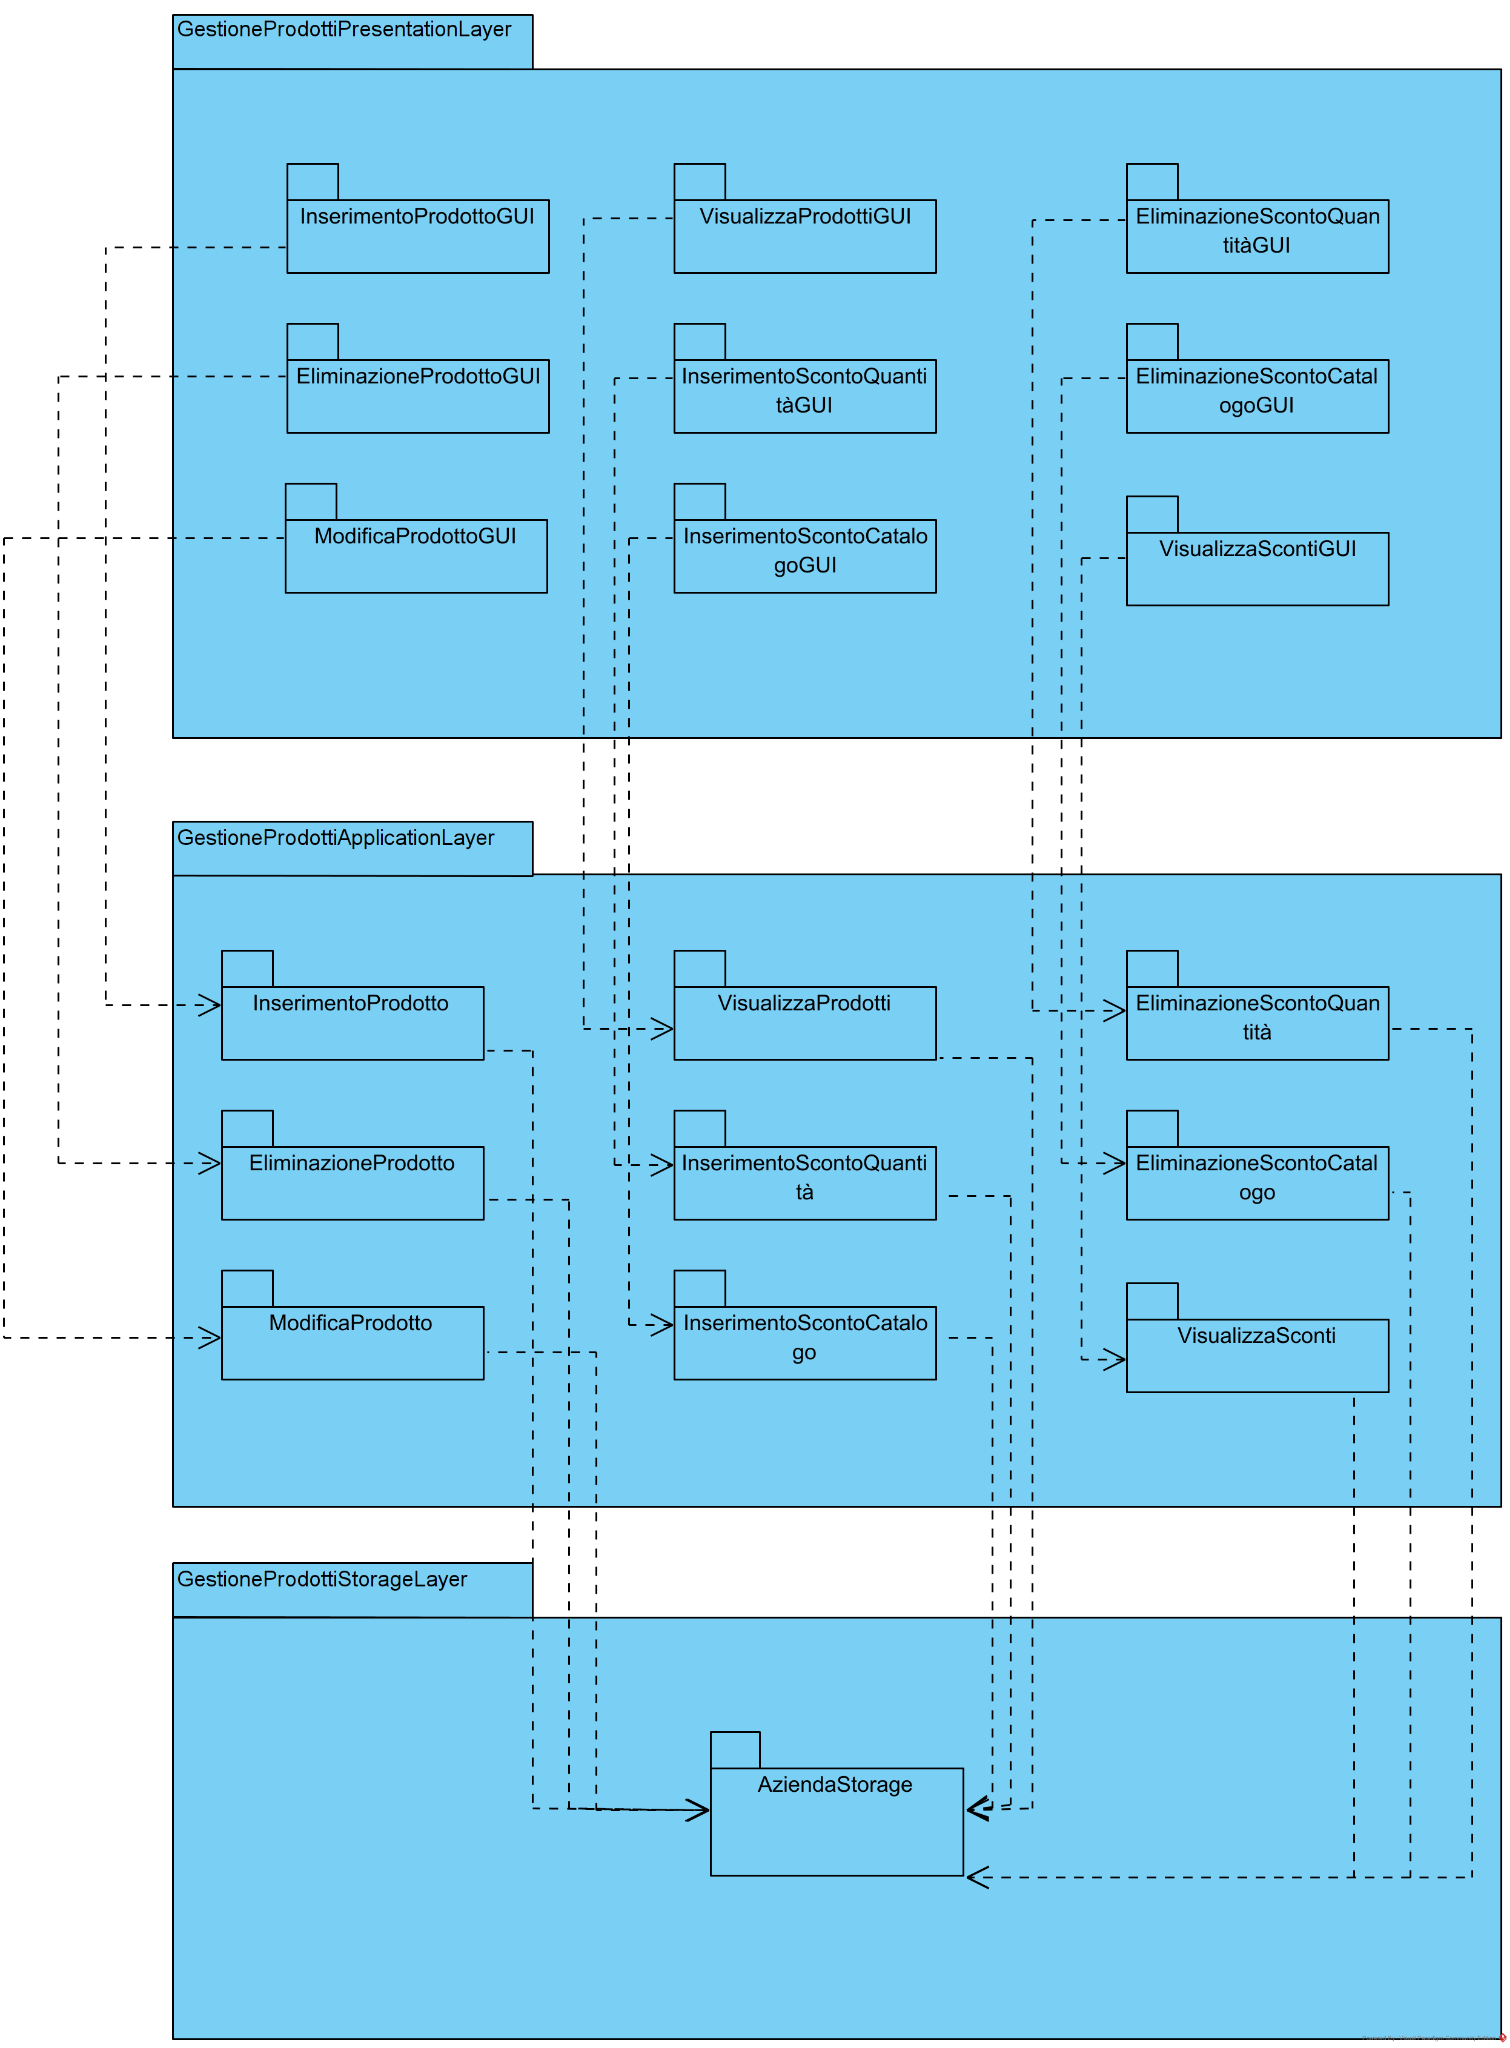 GestioneProdottiPresentationLayer
InserimentoProdottoGUI
VisualizzaProdottiGUI
EliminazioneScontoQuan
titàGUI
EliminazioneProdottoGUI
InserimentoScontoQuanti
tàGUI
EliminazioneScontoCatal
ogoGUI
ModificaProdottoGUI
InserimentoScontoCatalo
goGUI
VisualizzaScontiGUI
GestioneProdottiApplicationLayer
InserimentoProdotto
VisualizzaProdotti
EliminazioneScontoQuan
tità
EliminazioneProdotto
InserimentoScontoQuanti
tà
EliminazioneScontoCatal
ogo
ModificaProdotto
InserimentoScontoCatalo
go
VisualizzaSconti
GestioneProdottiStorageLayer
AziendaStorage